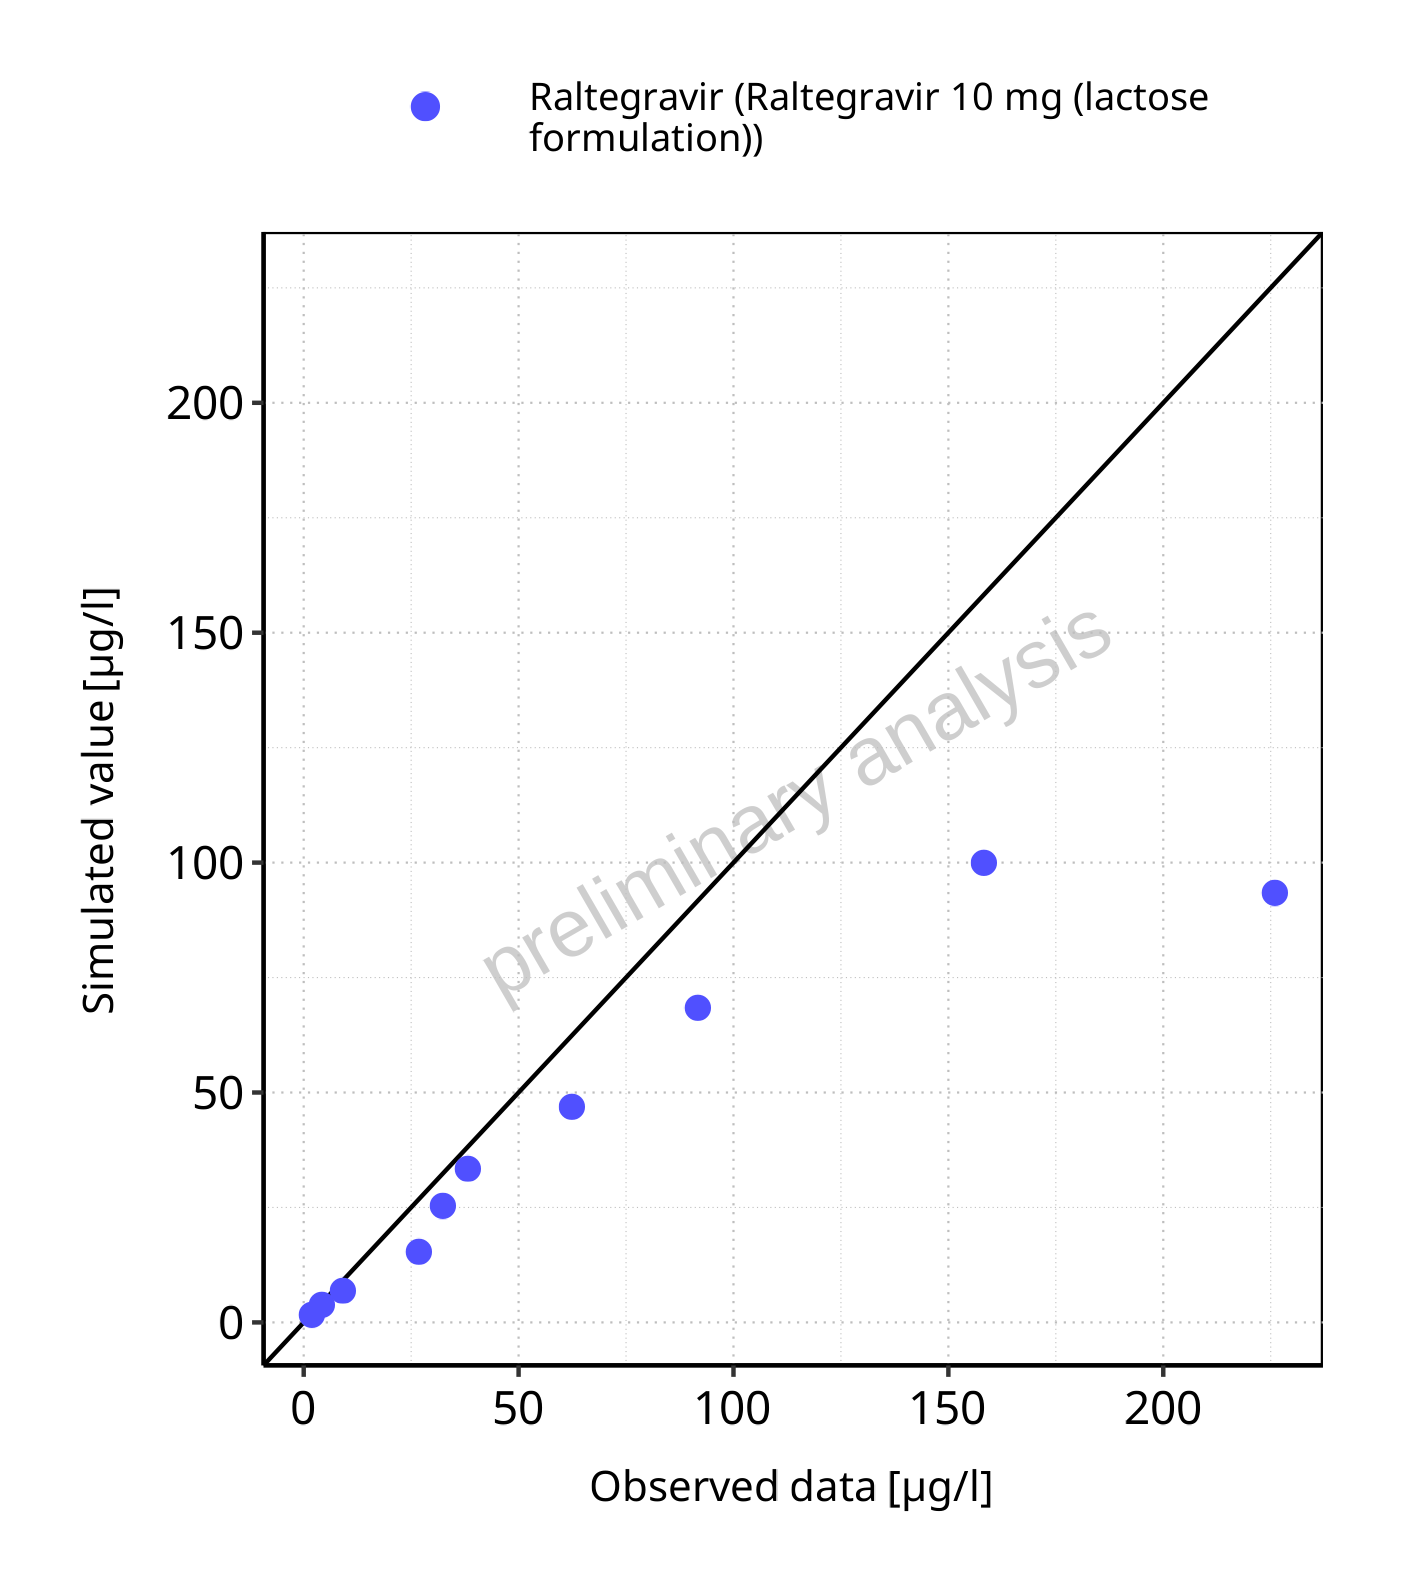 Raltegravir (Raltegravir 10 mg (lactose
formulation))
200
150
100
50
0
Simulated value [µg/l]
preliminary analysis
0 50 100 150 200
Observed data [µg/l]